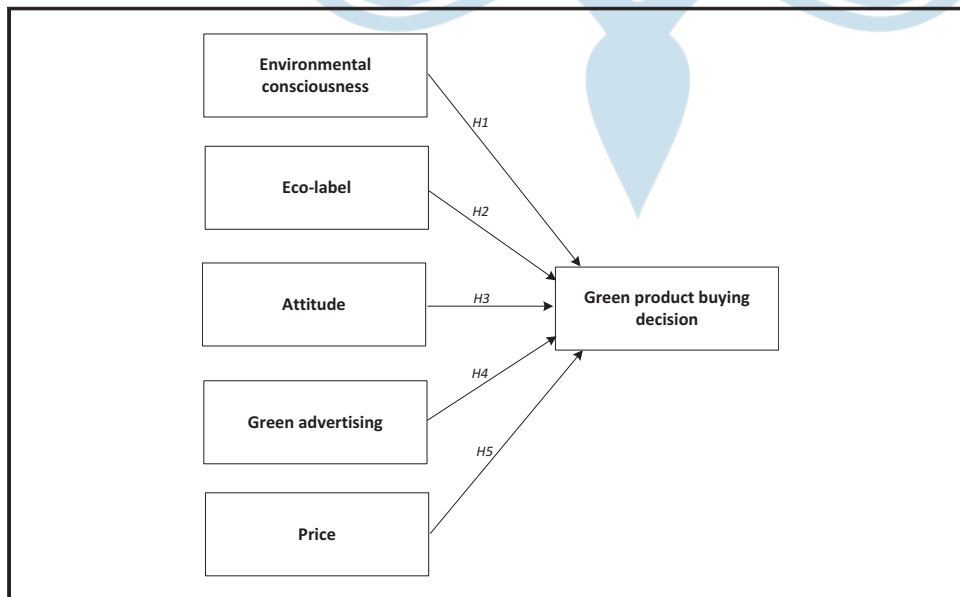 Environmental
consciousness
H1
Eco-label
H2
Attitude
H3
Green product buying
decision
Green advertising
H4
H5
Price